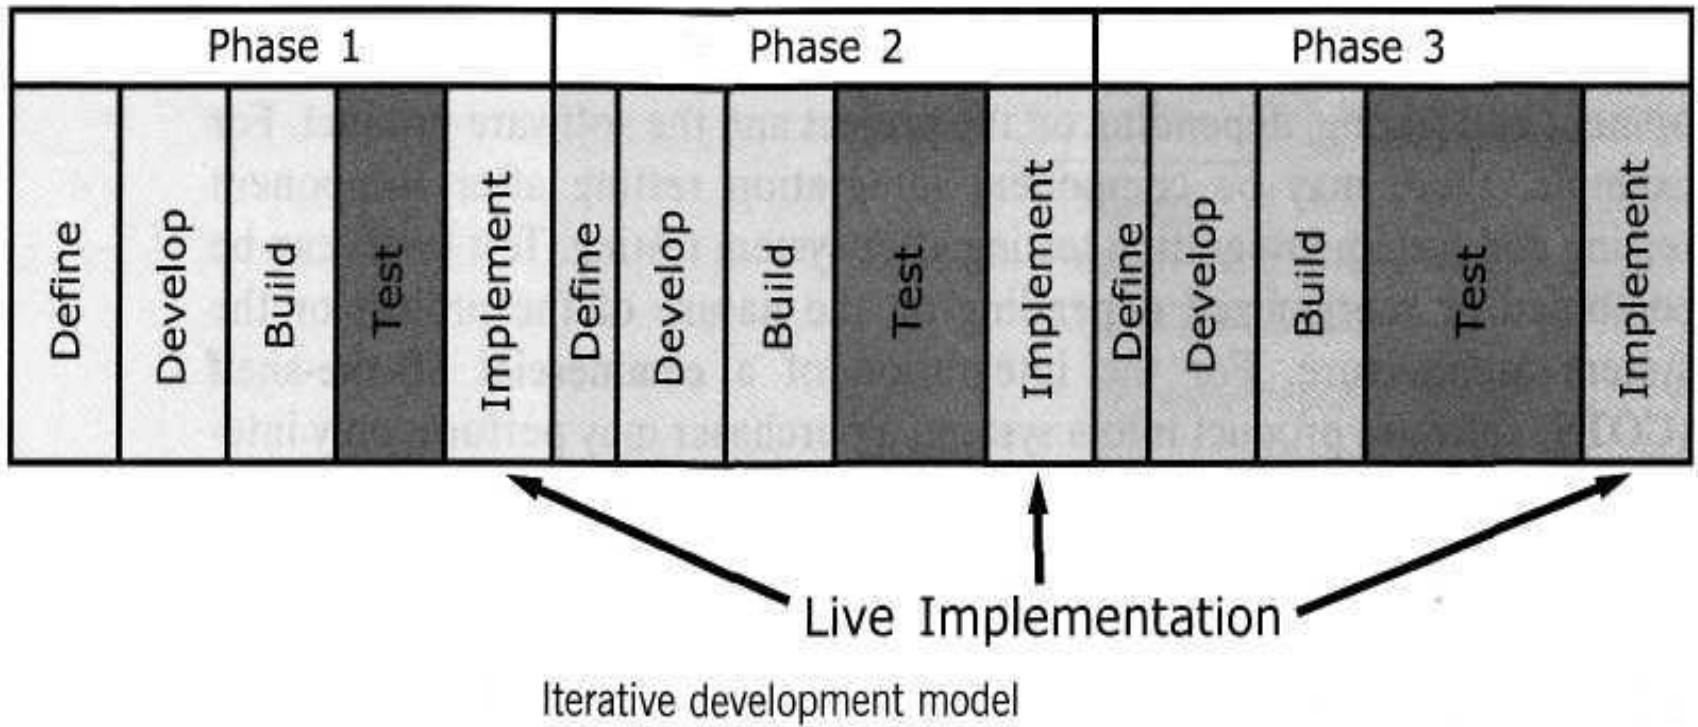 Phase 1
Phase 2
Phase 3
Define
Develop
Build
Test
Implement
Define
Develop
Build
Test
Implement
Define
Develop
Build
Test
Implement
Live Implementation
Iterative development model